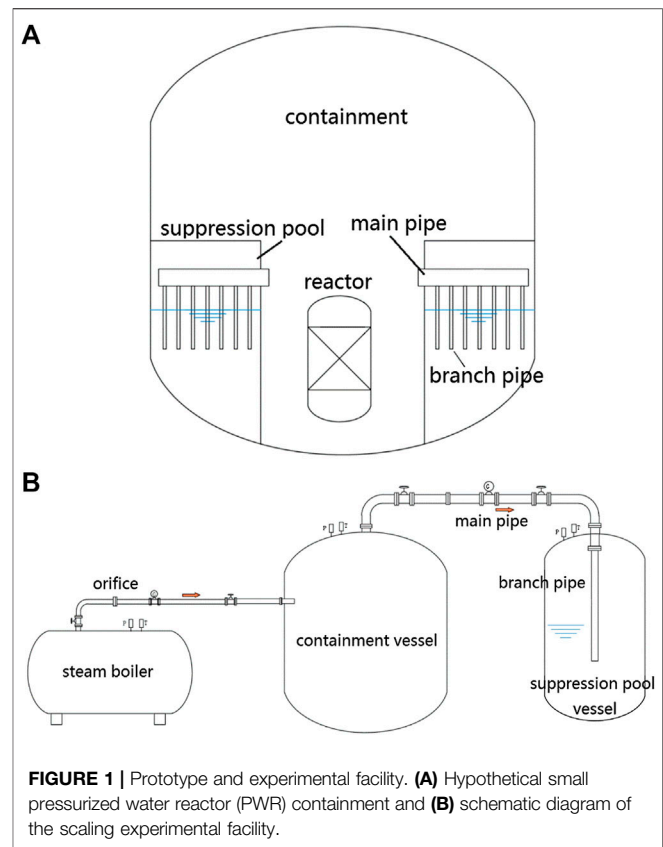 A
containment
suppression pool
main pipe
reactor
branch pipe
B
P T
main pipe
P T
orifice
branch pipe
P T
containment vessel
steam boiler
suppression pool
vessel
FIGURE 1 | Prototype and experimental facility. (A) Hypothetical small
pressurized water reactor (PWR) containment and (B) schematic diagram of
the scaling experimental facility.